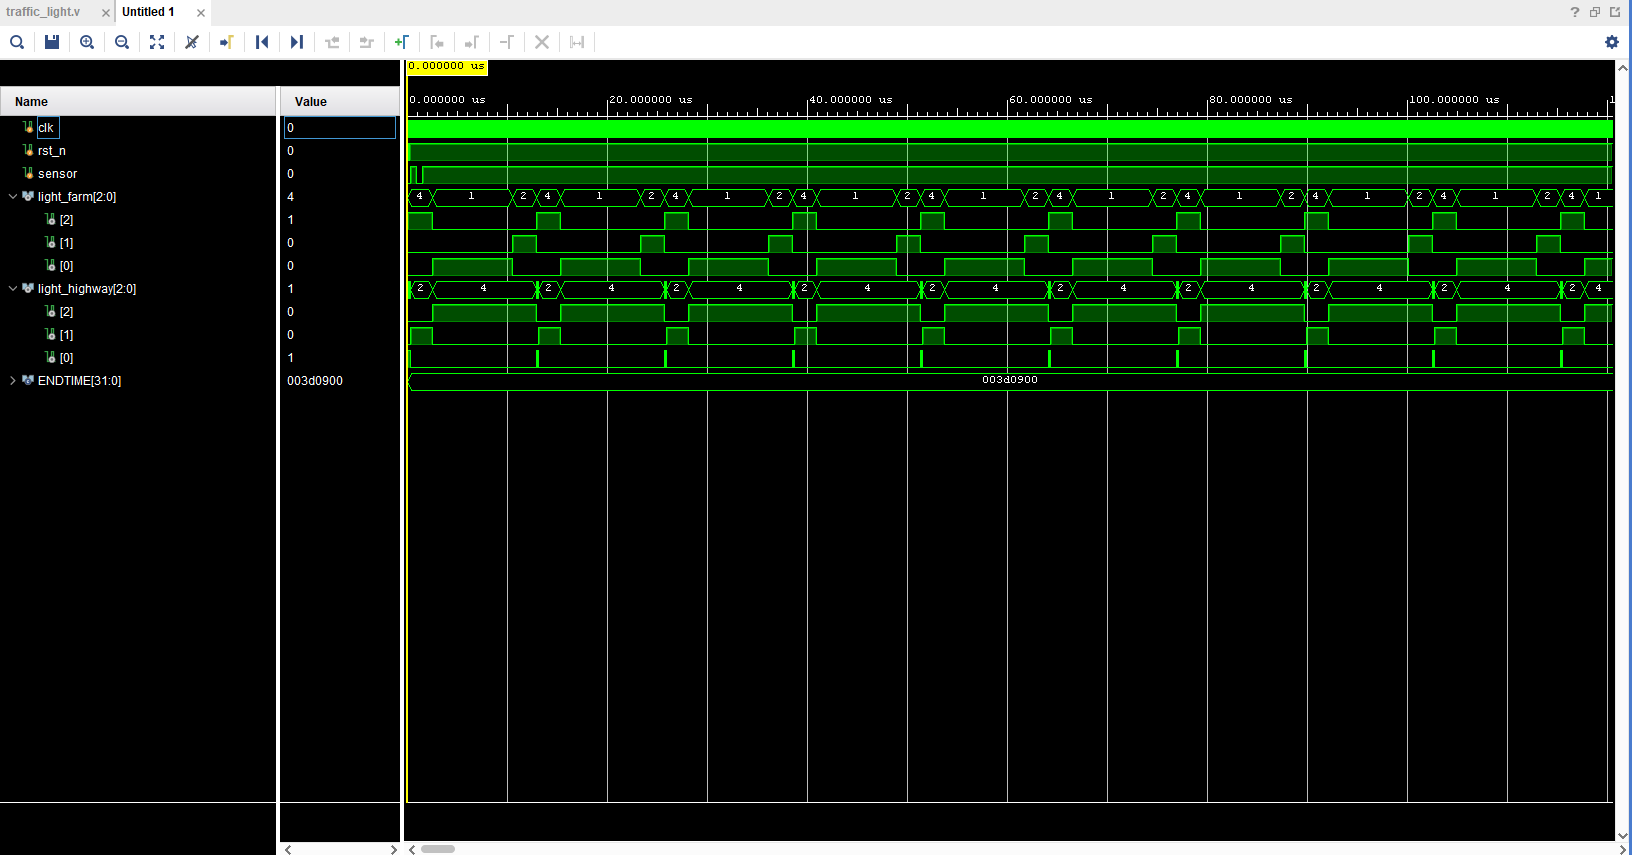 traffic_light.v × Untitled 1 ×
?
0.000000 us
Name Value
0.000000 us 20.000000 us 40.000000 us 60.000000 us 80.000000 us 100.000000 us 1
clk 0
rst_n 0
sensor 0
light_farm[2:0] 4 4 1 2 4 1 2 4 1 2 4 1 2 4 1 2 4 1 2 4 1 2 4 1 2 4 1 2 4 1
[2] 1
[1] 0
[0] 0
light_highway[2:0] 1 2 4 2 4 2 4 2 4 2 4 2 4 2 4 2 4 2 4 2 4
[2] 0
[1] 0
[0] 1
ENDTIME[31:0] 003d0900 003d0900